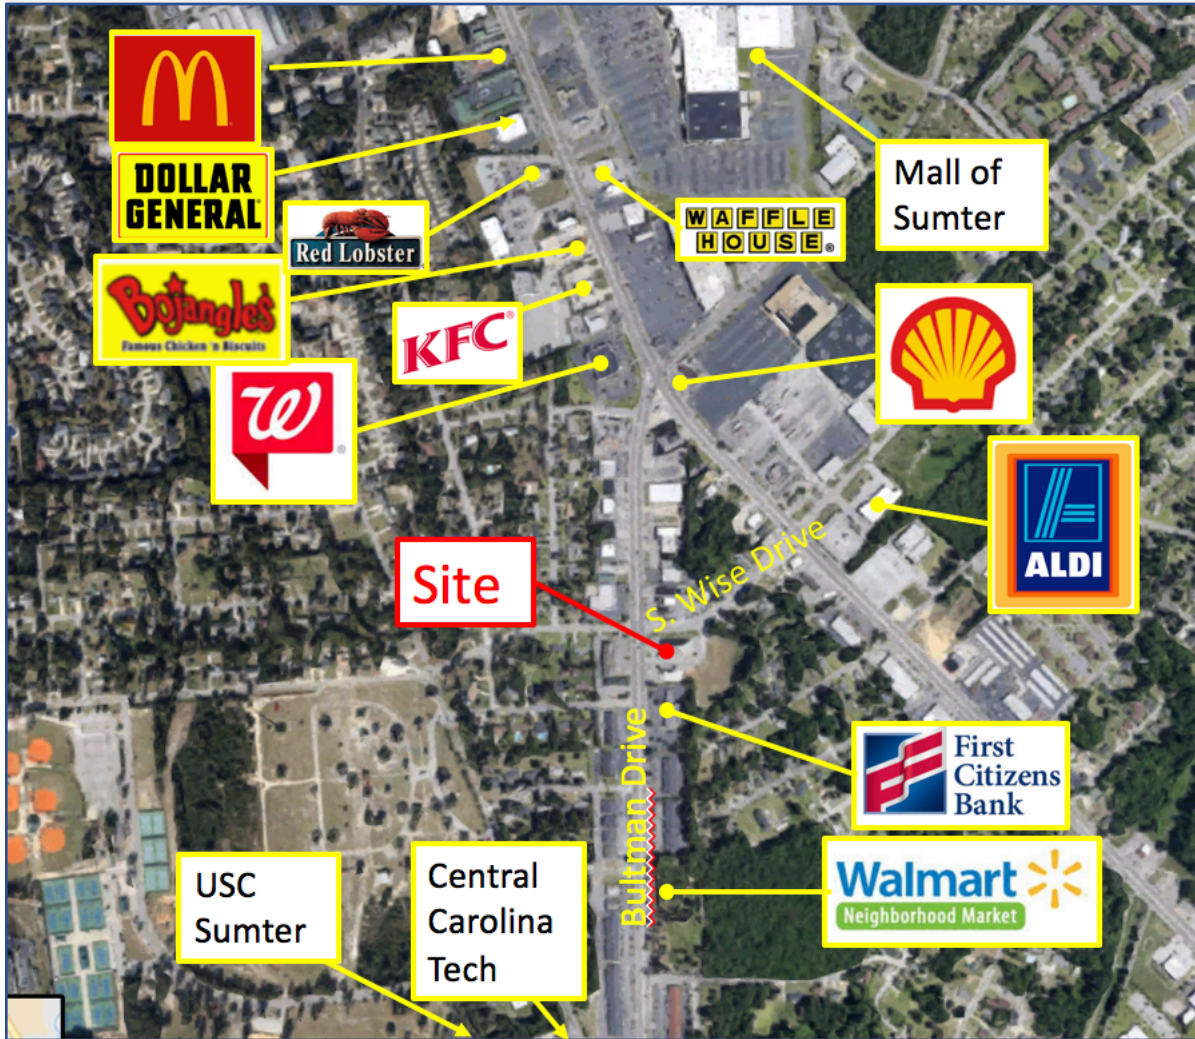 DOLLAR
GENERAL
Red Lobster
WAFFLE
HOUSE®
Mall of
Sumter
Bojangles
Famous Chicken 'n Biscuits
KFC®
W
®
ALDI
Site
S. Wise Drive
Bultman Drive
First
Citizens
Bank
Walmart
Neighborhood Market
USC
Sumter
Central
Carolina
Tech